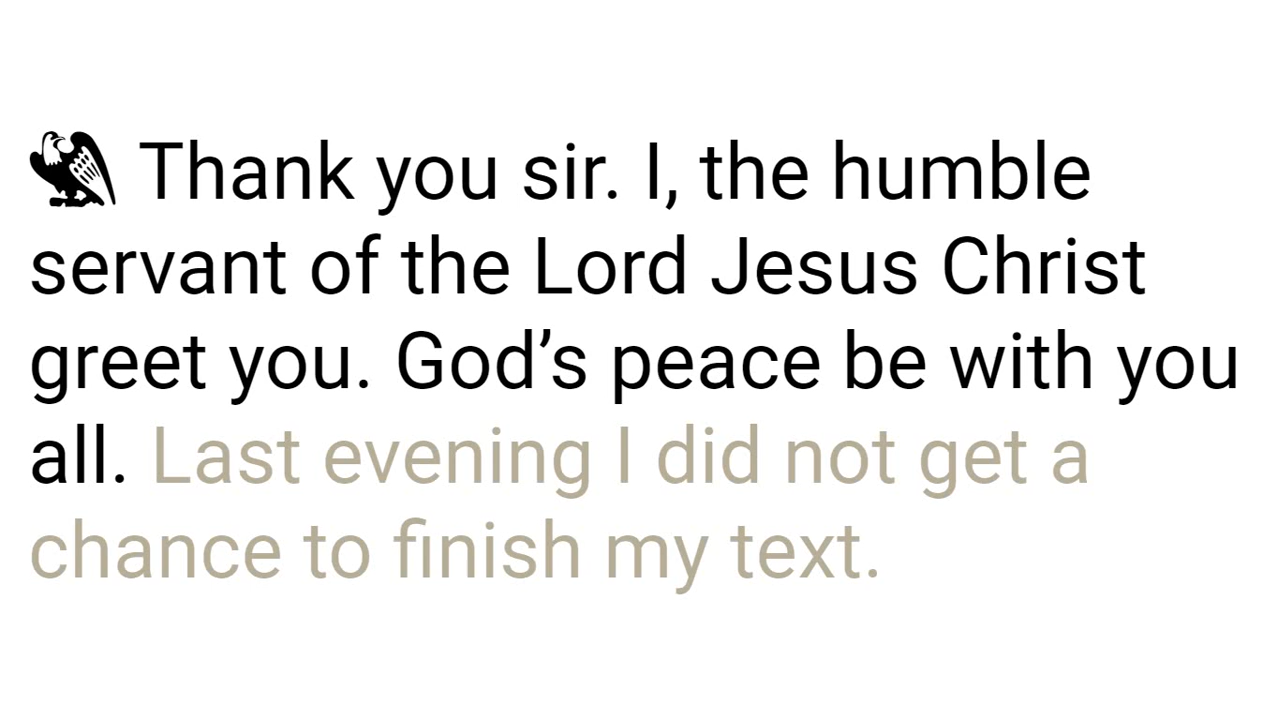 Thank you sir. I, the humble
servant of the Lord Jesus Christ
greet you. God’s peace be with you
all. Last evening I did not get a
chance to finish my text.